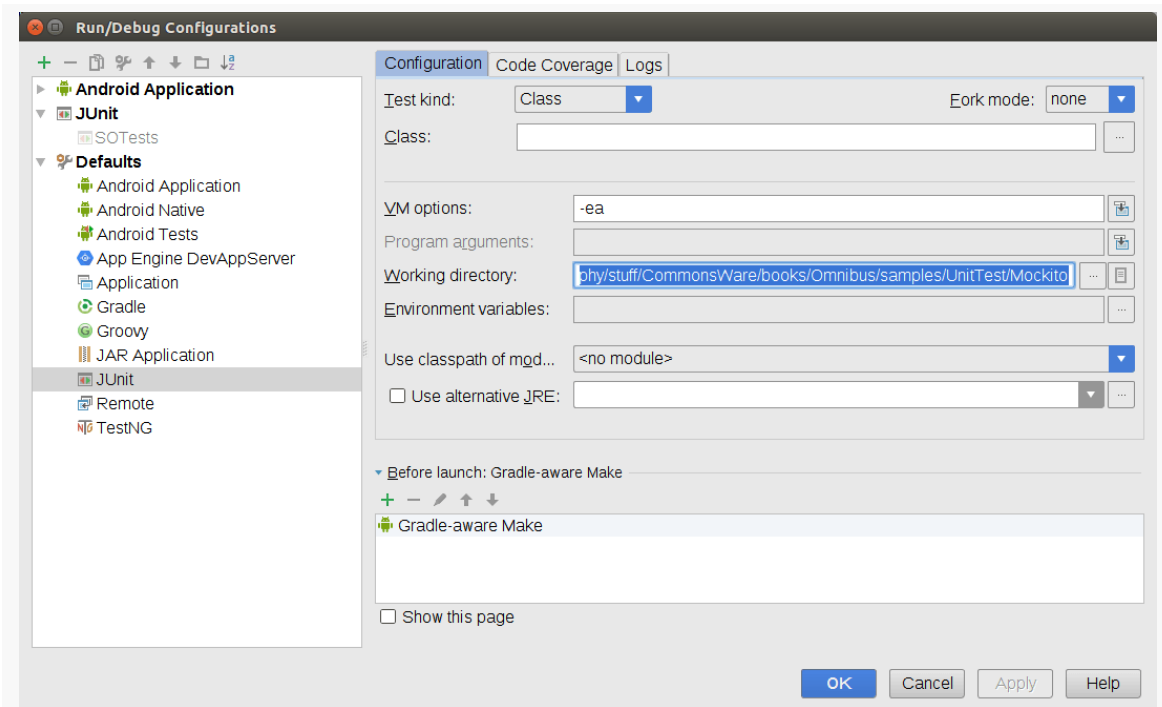 Run/Debug Configurations
Android Application
JUnit
SOTests
Defaults
Android Application
Android Native
Android Tests
App Engine DevAppServer
Application
Gradle
Groovy
JAR Application
JUnit
Remote
TestNG
Configuration Code Coverage Logs
Test kind: Class Fork mode: none
Class: ...
VM options: -ea
Program arguments:
Working directory: phy/stuff/CommonsWare/books/Omnibus/samples/UnitTest/Mockito ...
Environment variables: ...
Use classpath of mod... <no module>
Use alternative JRE: ...
Before launch: Gradle-aware Make
Gradle-aware Make
Show this page
OK Cancel Apply Help